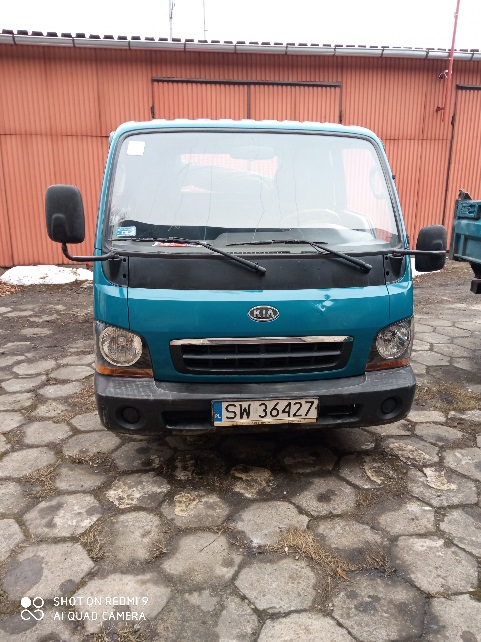 KIA
PL
SW 36427
SHOT ON REDMI 9
AI QUAD CAMERA